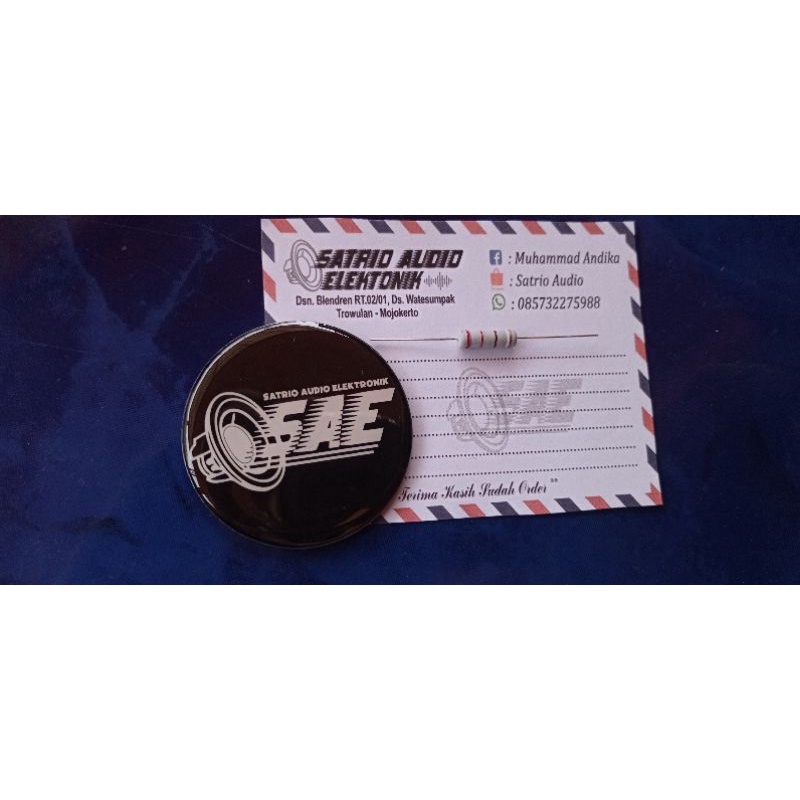 SATRIO AUDIO
ELEKTONIK
Dsn. Blendren RT.02/01, Ds. Watesumpak
Trowulan - Mojokerto
f : Muhammad Andika
: Satrio Audio
: 085732275988
SATRIO AUDIO ELEKTRONIK
SAE
SAE
Terima Kasih Sudah Order "